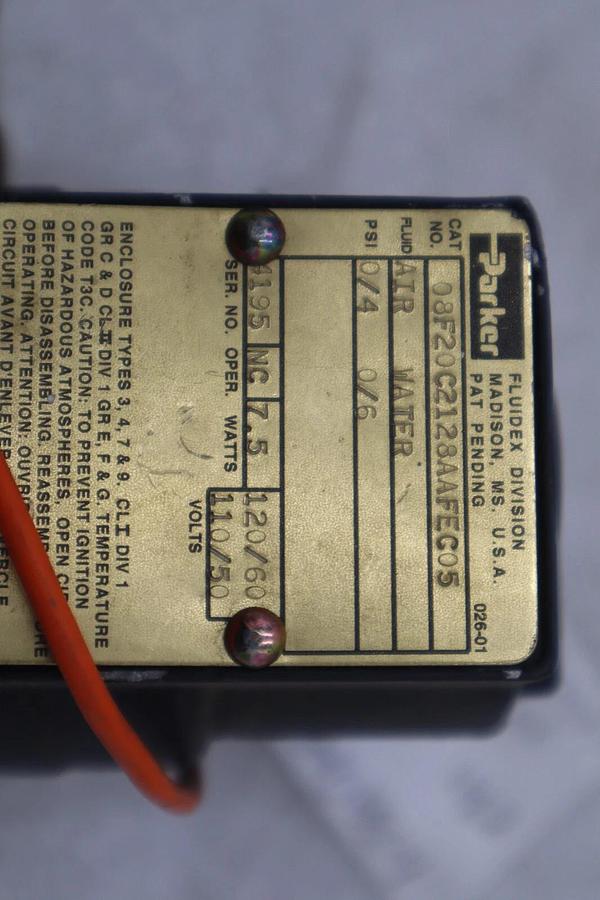 Parker
FLUIDEX DIVISION
MADISON, MS. U.S.A.
PAT PENDING
026-01
CAT NO. 08F20C2128AAFEC05
FLUID AIR WATER
PSI 0/4 0/6
4195 NC 7.5 120/60
SER. NO. OPER. WATTS 110/50
VOLTS
ENCLOSURE TYPES 3, 4, 7 & 9. CL I DIV 1
GR C & D CL II DIV 1 GR E, F & G. TEMPERATURE
CODE T3C. CAUTION: TO PREVENT IGNITION
OF HAZARDOUS ATMOSPHERES, OPEN
BEFORE DISASSEMBLING. REASSEMB
OPERATING. ATTENTION: OUVRI
CIRCUIT AVANT D'ENLEVER